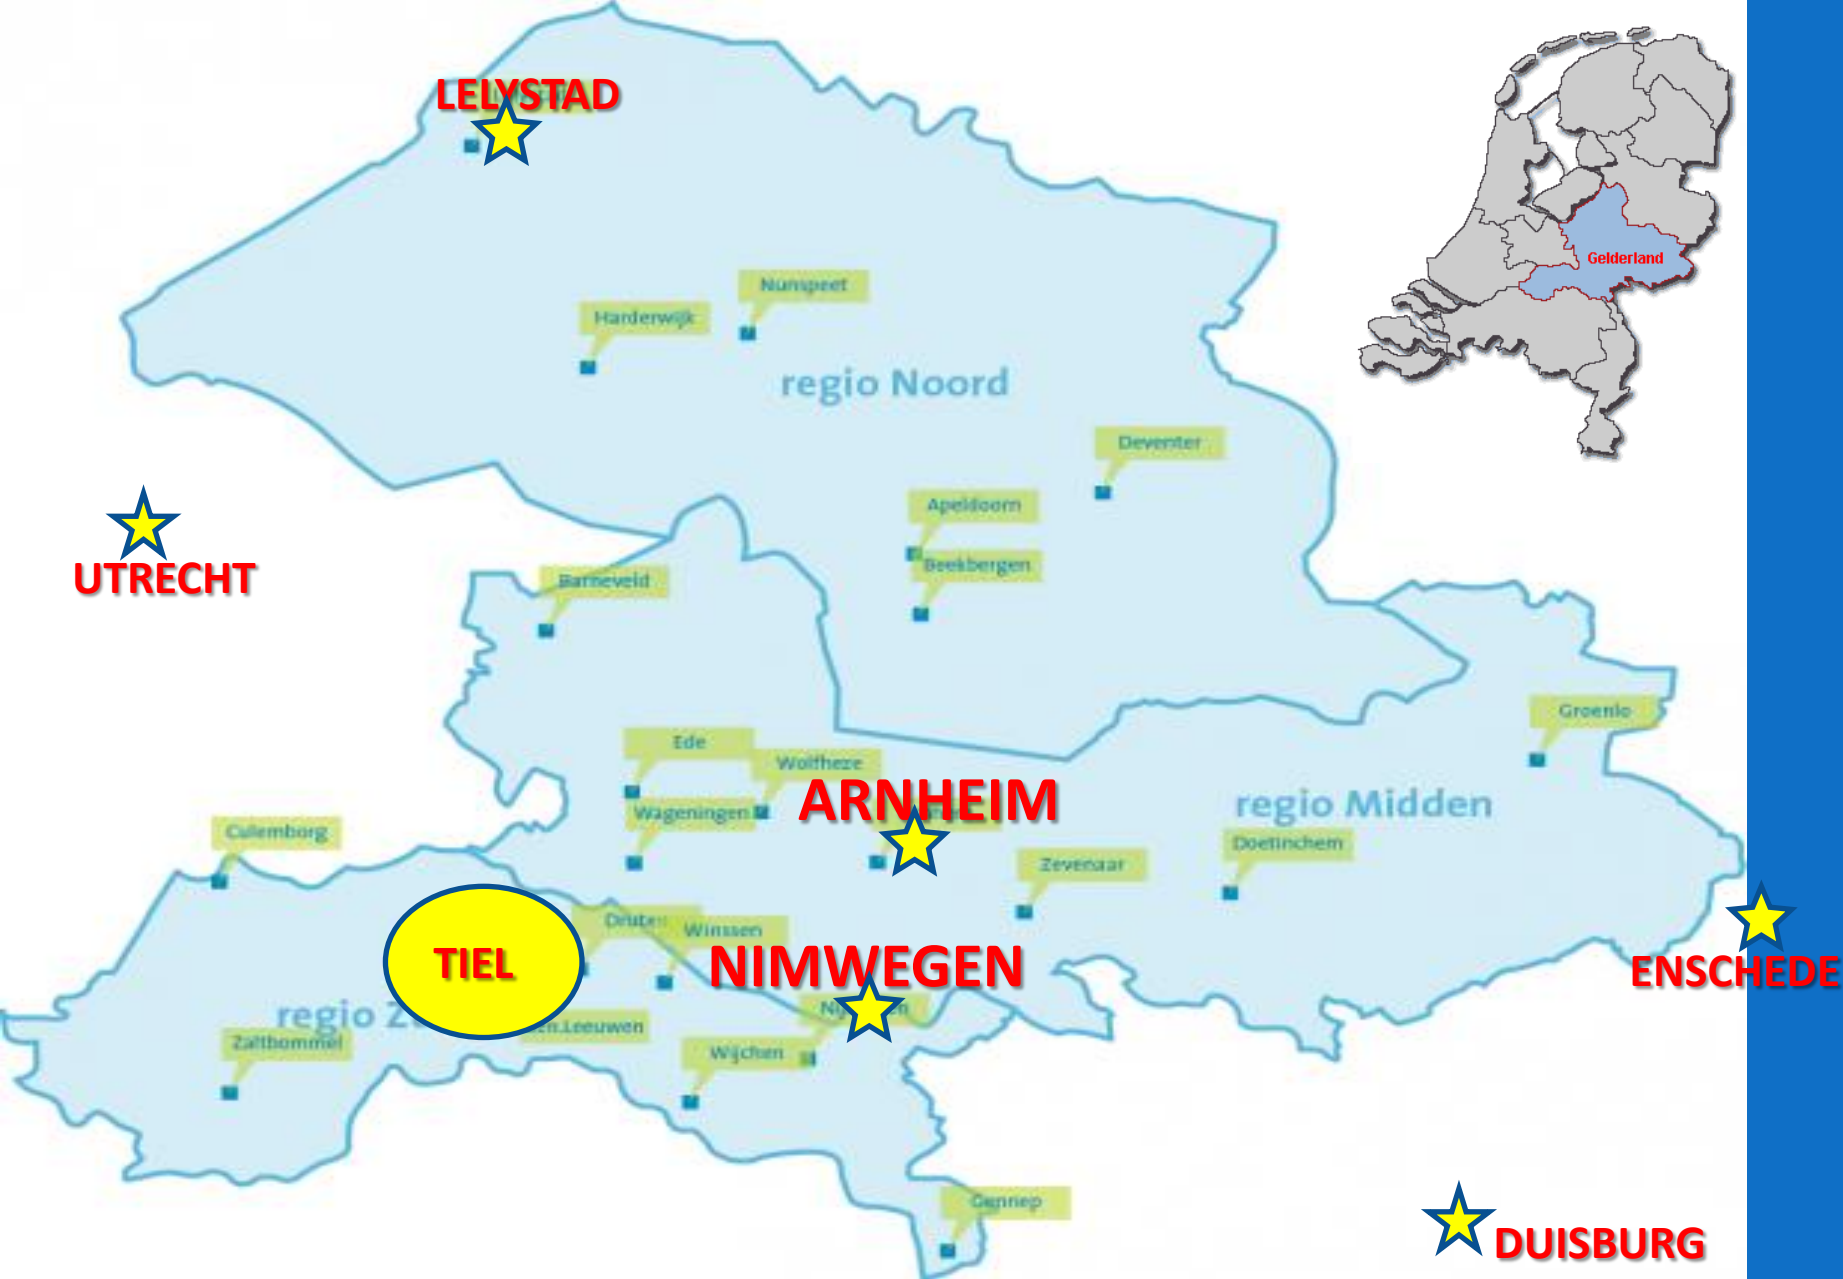 LELYSTAD
Gelderland
Nunspeet
Harderwijk
regio Noord
Deventer
Apeldoorn
Beekbergen
UTRECHT
Barneveld
Groenlo
Ede
Wolfheze
ARNHEIM
regio Midden
Wageningen
Culemborg
Doetinchem
Zevenaar
Druten
Winssen
TIEL
NIMWEGEN
ENSCHEDE
regio
Leeuwen
Zaltbommel
Wijchen
Gennep
DUISBURG